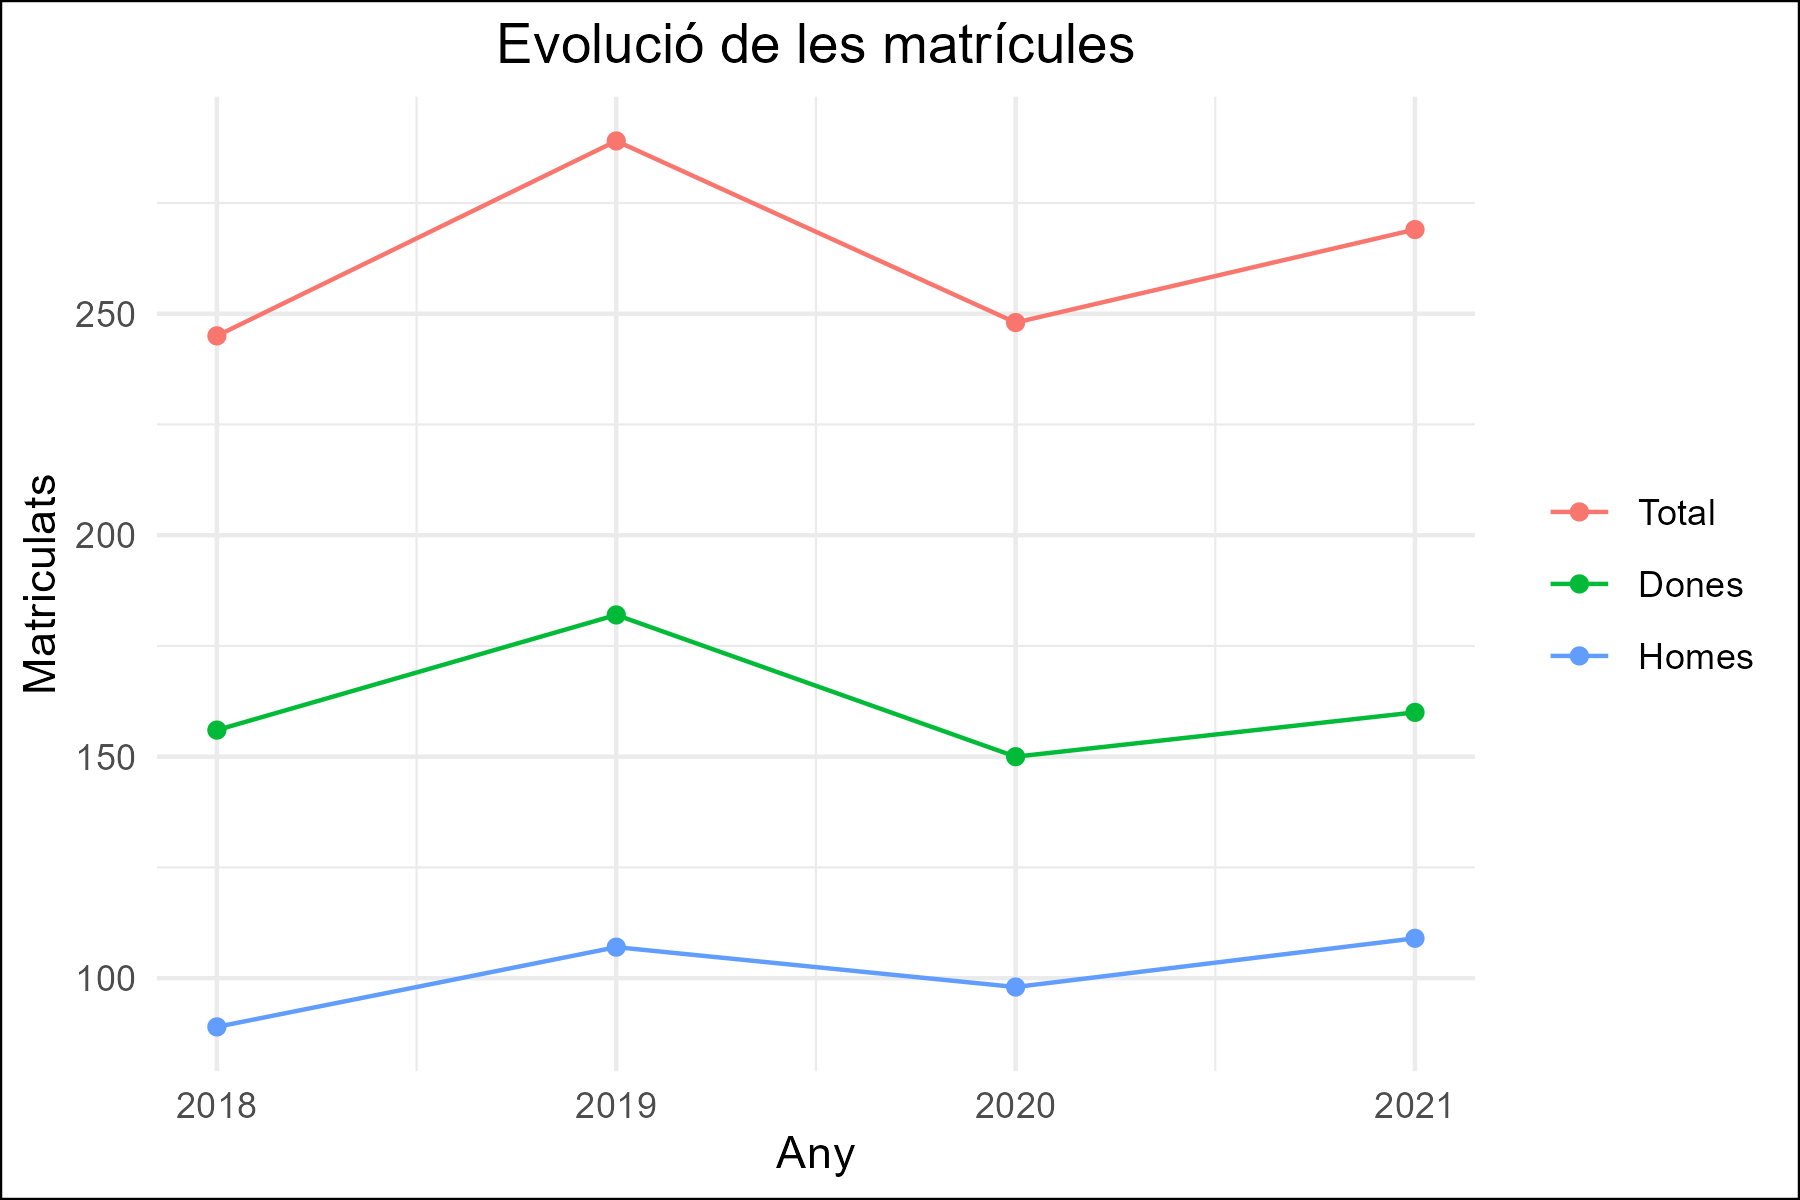 Evolució de les matrícules
Matriculats
250
200
150
100
2018 2019 2020 2021
Any
Total
Dones
Homes